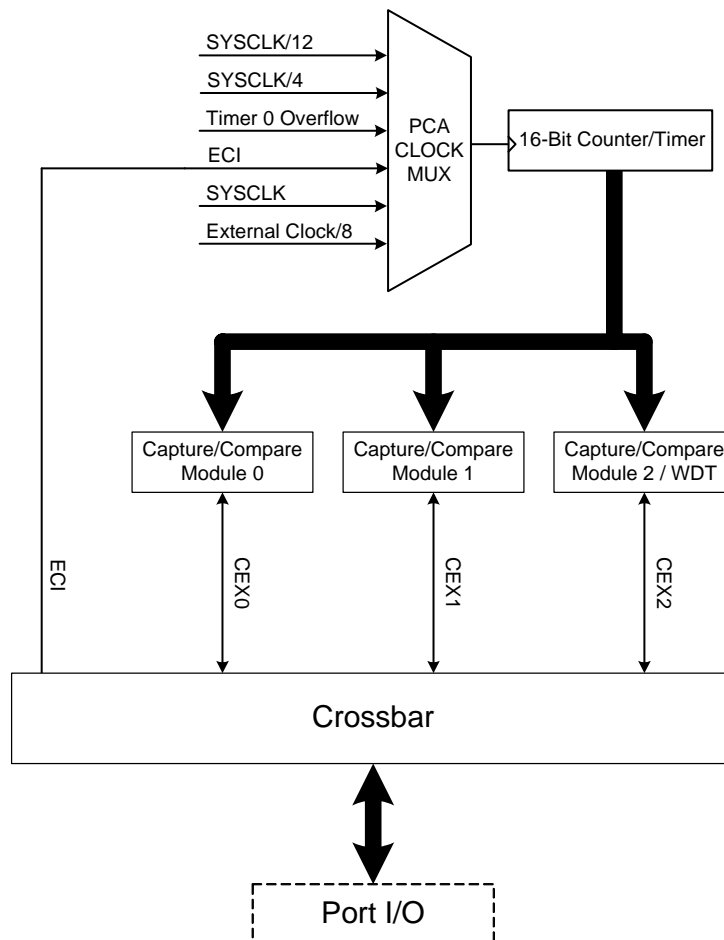 SYSCLK/12
SYSCLK/4
Timer 0 Overflow
ECI
SYSCLK
External Clock/8
PCA
CLOCK
MUX
16-Bit Counter/Timer
Capture/Compare
Module 0
Capture/Compare
Module 1
Capture/Compare
Module 2 / WDT
ECI
CEX0
CEX1
CEX2
Crossbar
Port I/O